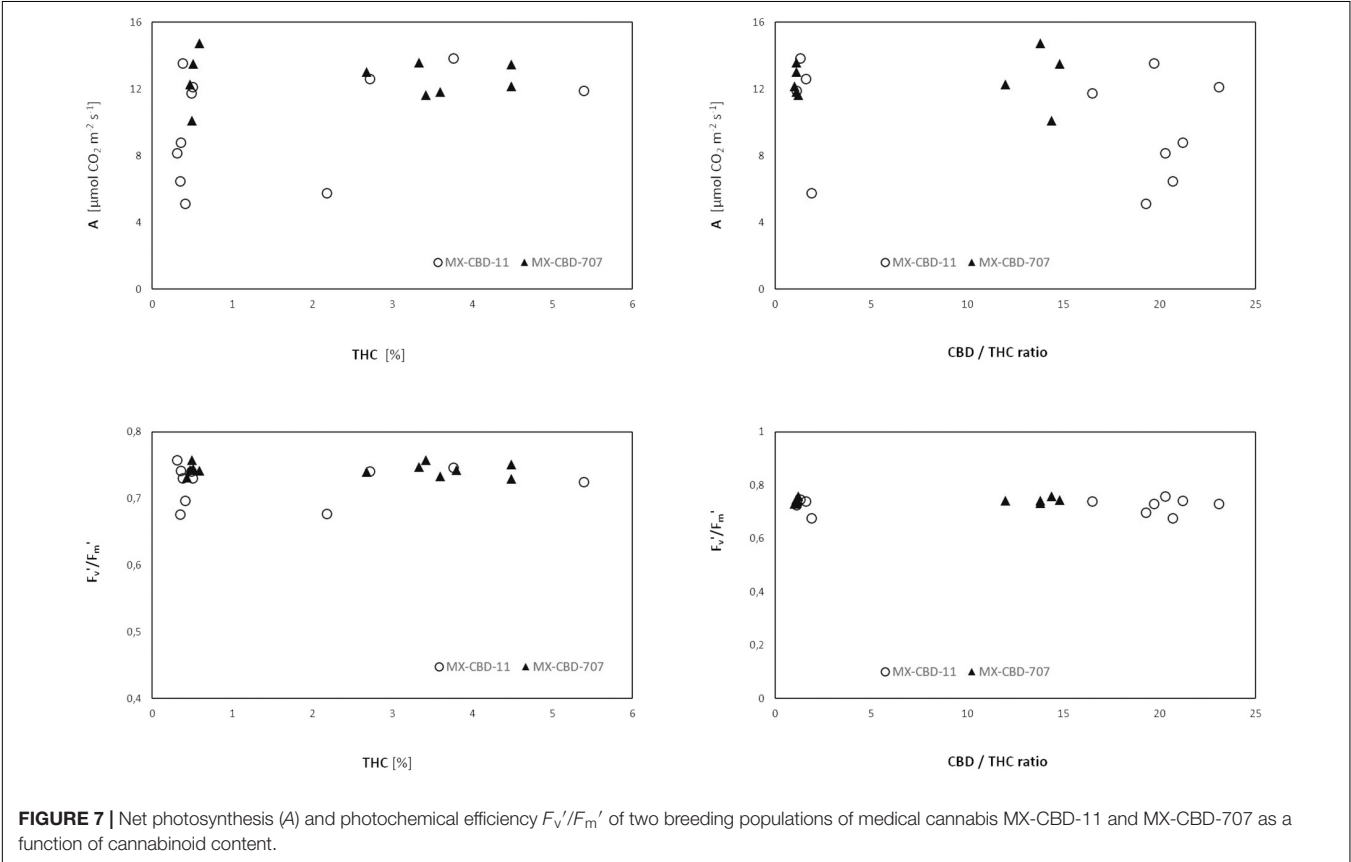 16
12
8
4
0
A [µmol CO2 m-2 s-1]
MX-CBD-11 MX-CBD-707
0 1 2 3 4 5 6
THC [%]
16
12
8
4
0
A [µmol CO2 m-2 s-1]
MX-CBD-11 MX-CBD-707
0 5 10 15 20 25
CBD / THC ratio
0,8
0,7
0,6
0,5
0,4
Fv'/Fm'
MX-CBD-11 MX-CBD-707
0 1 2 3 4 5 6
THC [%]
1
0,8
0,6
0,4
0,2
0
Fv'/Fm'
MX-CBD-11 MX-CBD-707
0 5 10 15 20 25
CBD / THC ratio
FIGURE 7 | Net photosynthesis (A) and photochemical efficiency Fv′/Fm′ of two breeding populations of medical cannabis MX-CBD-11 and MX-CBD-707 as a
function of cannabinoid content.